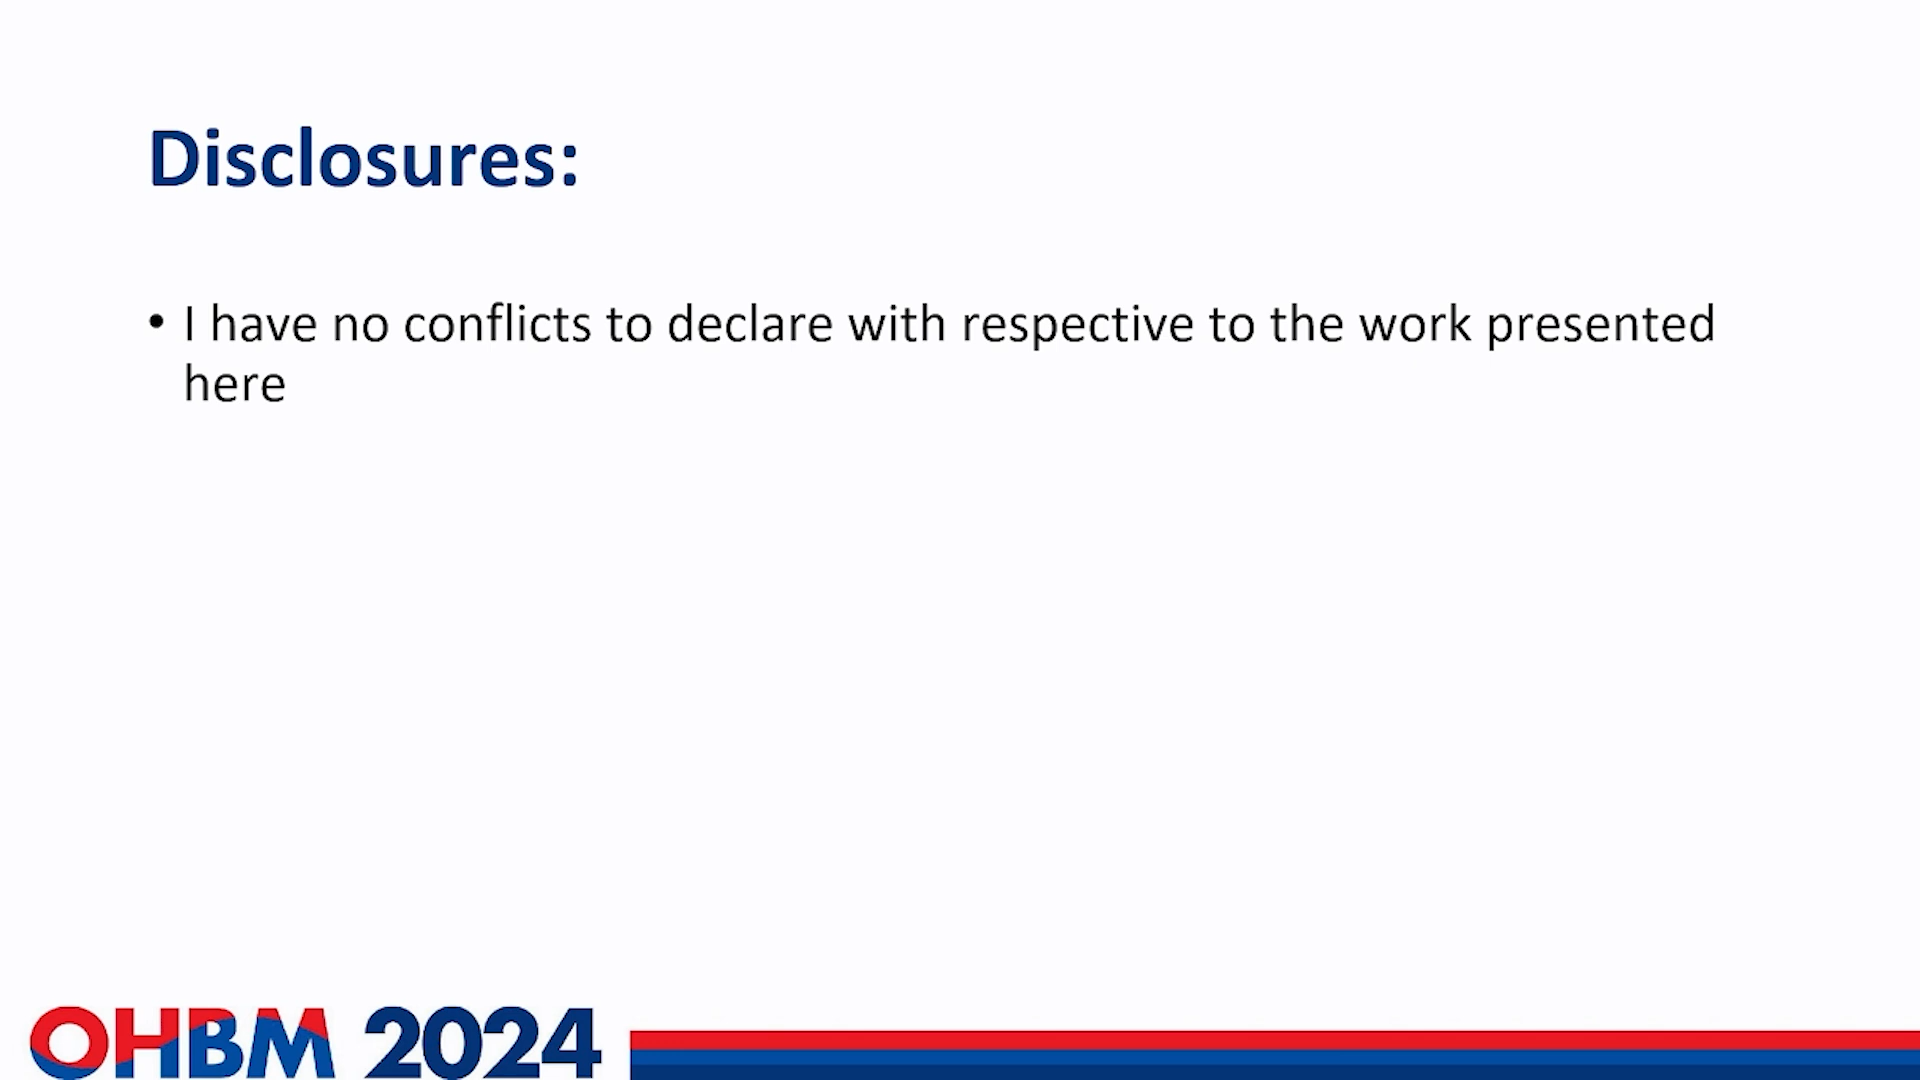 Disclosures:
• I have no conflicts to declare with respective to the work presented
here
OHBM 2024